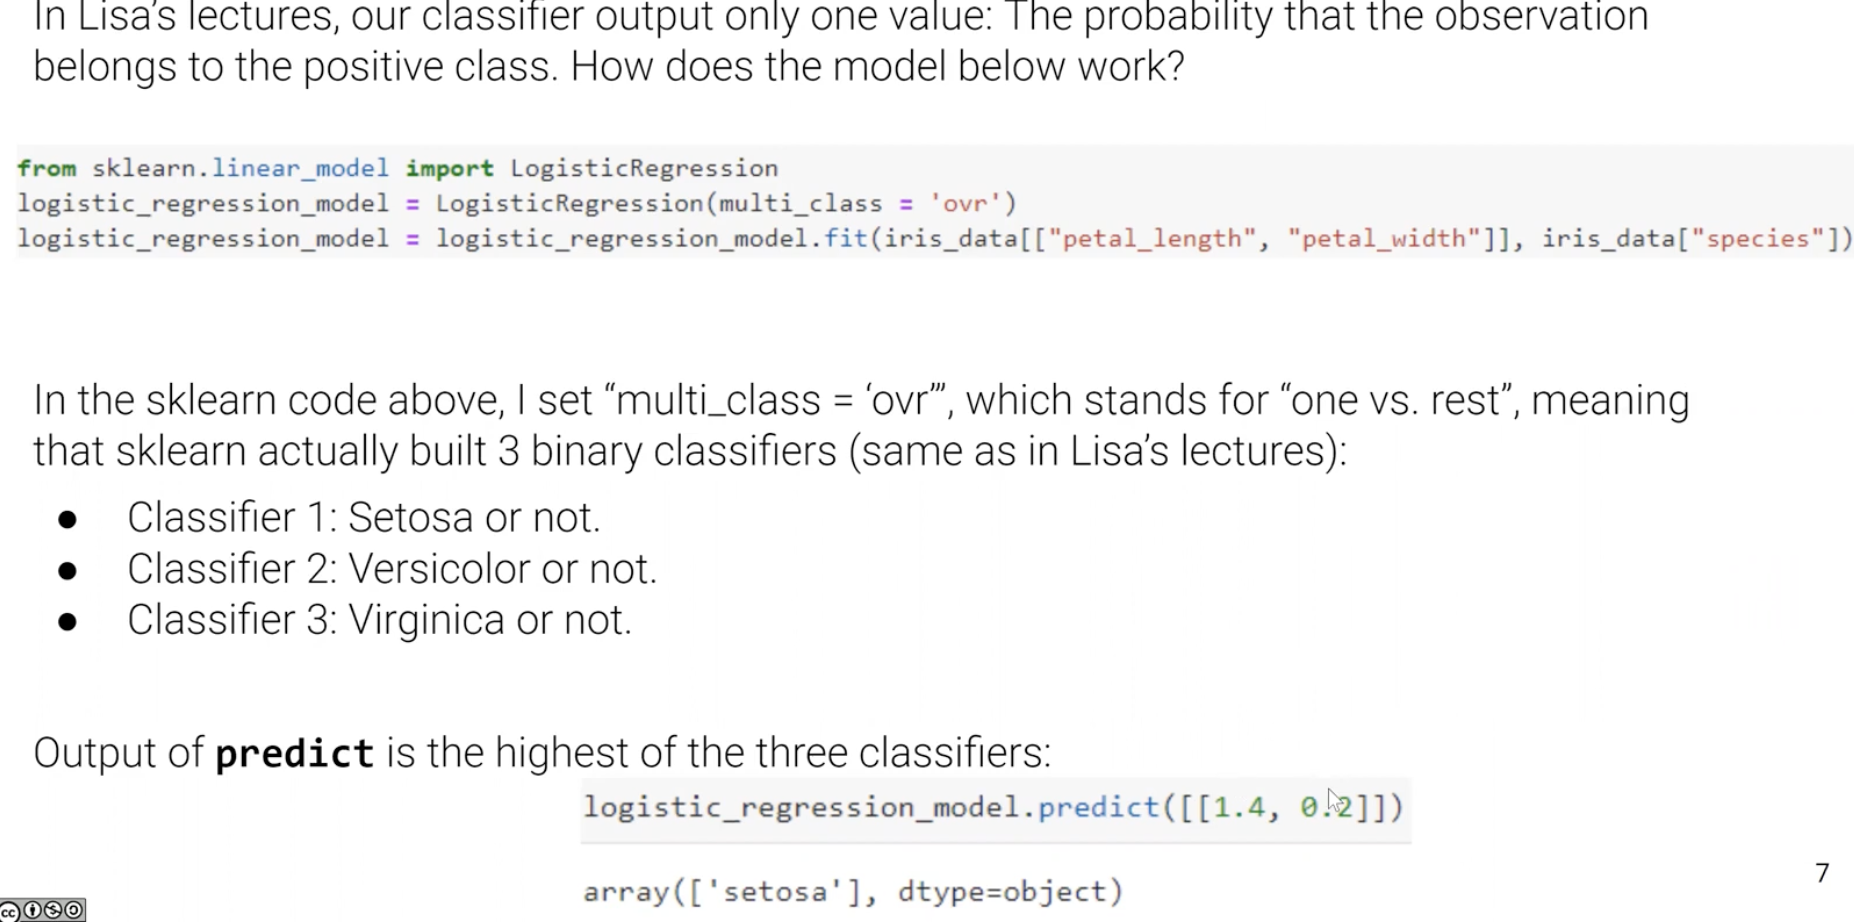 In Lisa's lectures, our classifier output only one value: The probability that the observation
belongs to the positive class. How does the model below work?
from sklearn.linear_model import LogisticRegression
logistic_regression_model = LogisticRegression(multi_class = 'ovr')
logistic_regression_model = logistic_regression_model.fit(iris_data[["petal_length", "petal_width"]], iris_data["species"])
In the sklearn code above, I set “multi_class = ‘ovr’”, which stands for “one vs. rest”, meaning
that sklearn actually built 3 binary classifiers (same as in Lisa’s lectures):
● Classifier 1: Setosa or not.
● Classifier 2: Versicolor or not.
● Classifier 3: Virginica or not.
Output of predict is the highest of the three classifiers:
logistic_regression_model.predict([[1.4, 0.2]])
array(['setosa'], dtype=object)
7
cc